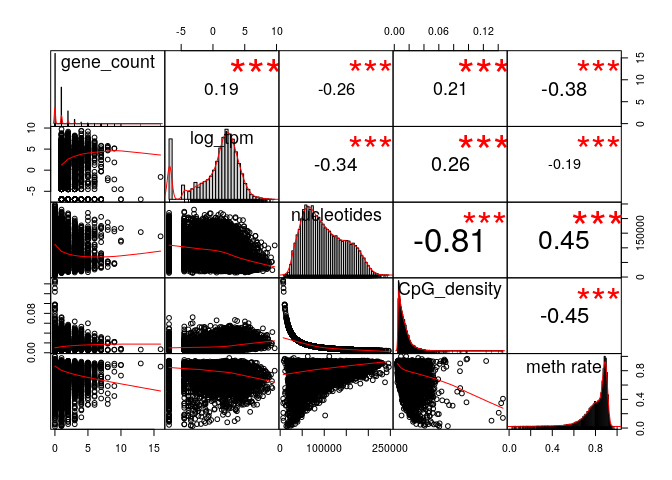 -5 0 5 10 0.00 0.06 0.12
gene_count *** 0.19 *** -0.26 *** 0.21 *** -0.38 0 5 10 15
-5 0 5 10 log_rpm *** -0.34 *** 0.26 *** -0.19
nucleotides *** -0.81 *** 0.45 0 150000
0.00 0.08 CpG_density *** -0.45
meth rate 0.0 0.4 0.8
0 5 10 15 0 100000 250000 0.0 0.4 0.8